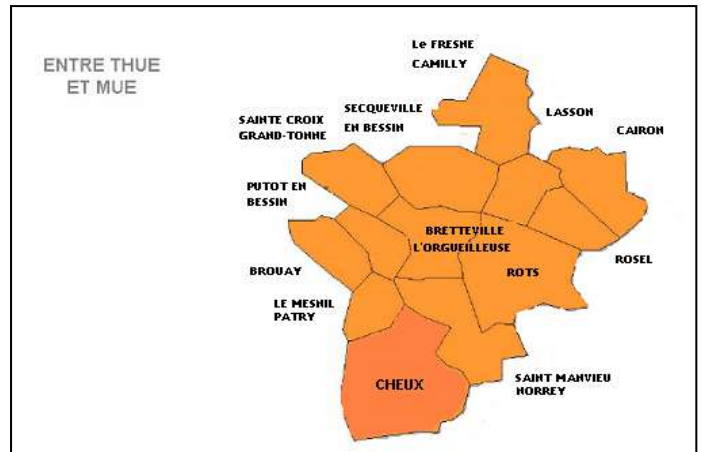 ENTRE THUE
ET MUE
Le FRESNE
CAMILLY
SECQUEVILLE
EN BESSIN
LASSON
SAINTE CROIX
GRAND-TONNE
CAIRON
PUTOT EN
BESSIN
BRETTEVILLE
L'ORGUEILLEUSE
BROUAY
ROTS
ROSEL
LE MESNIL
PATRY
CHEUX
SAINT MANVIEU
NORREY